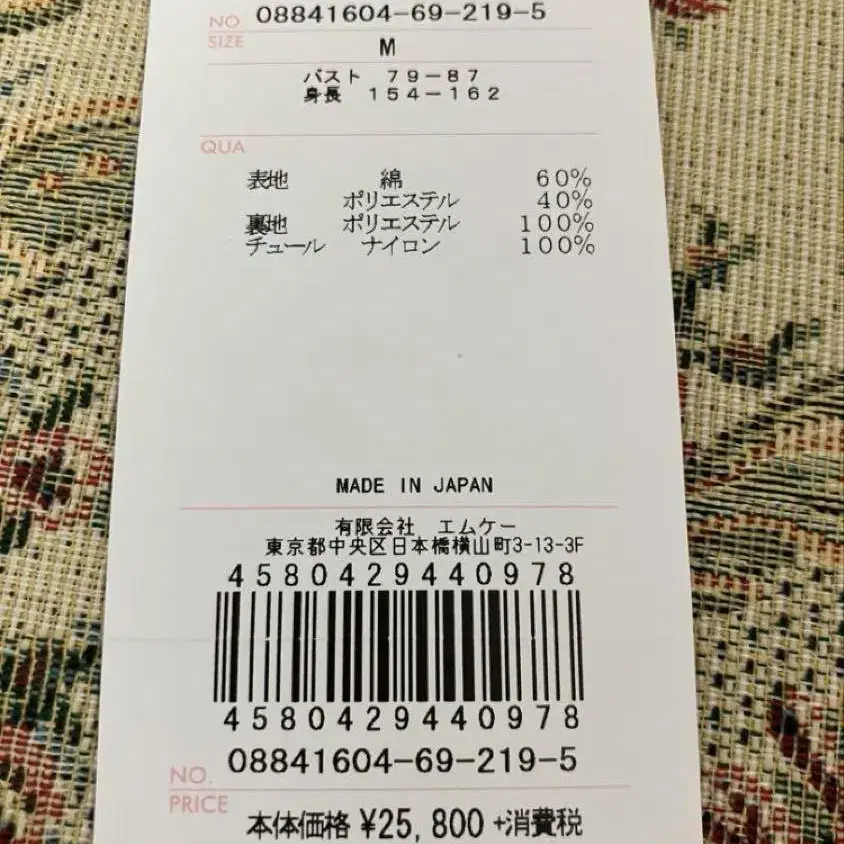 NO. 08841604-69-219-5
SIZE M
バスト 79-87
身長 154-162
QUA
表地 綿 60%
ポリエステル 40%
裏地 ポリエステル 100%
チュール ナイロン 100%
MADE IN JAPAN
有限会社 エムケー
東京都中央区日本橋横山町3-13-3F
4580429440978
4580429440978
NO. 08841604-69-219-5
PRICE 本体価格 ¥25,800 +消費税